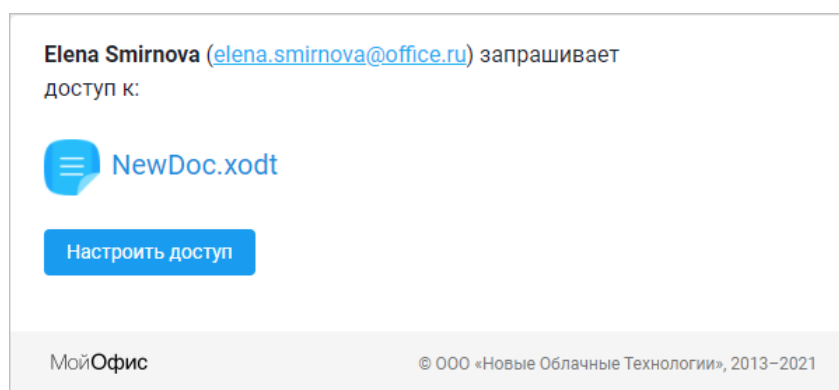 Elena Smirnova (elena.smirnova@office.ru) запрашивает
доступ к:
NewDoc.xodt
Настроить доступ
МойОфис
© ООО «Новые Облачные Технологии», 2013–2021